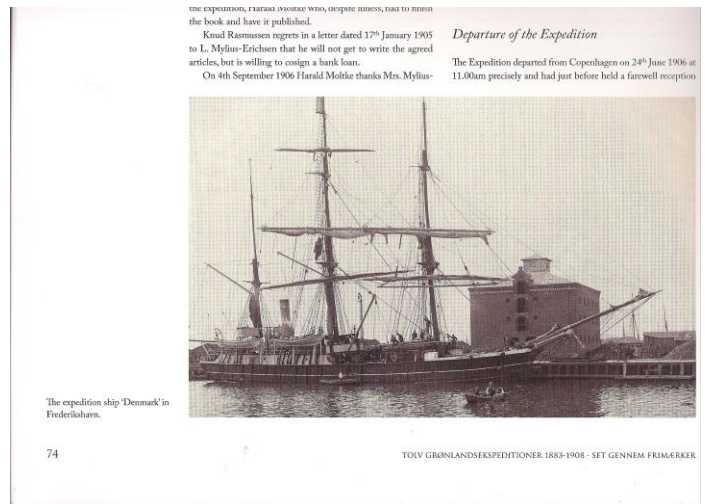 the expedition, Harald Moltke who, despite illness, had to finish
the book and have it published.
Knud Rasmussen regrets in a letter dated 17th January 1905
to L. Mylius-Erichsen that he will not get to write the agreed
articles, but is willing to cosign a bank loan.
On 4th September 1906 Harald Moltke thanks Mrs. Mylius-
Departure of the Expedition
The Expedition departed from Copenhagen on 24th June 1906 at
11.00am precisely and had just before held a farewell reception
The expedition ship 'Denmark' in
Frederikshavn.
74
TOLV GRØNLANDSEKSPEDITIONER 1883-1908 - SET GENNEM FRIMÆRKER